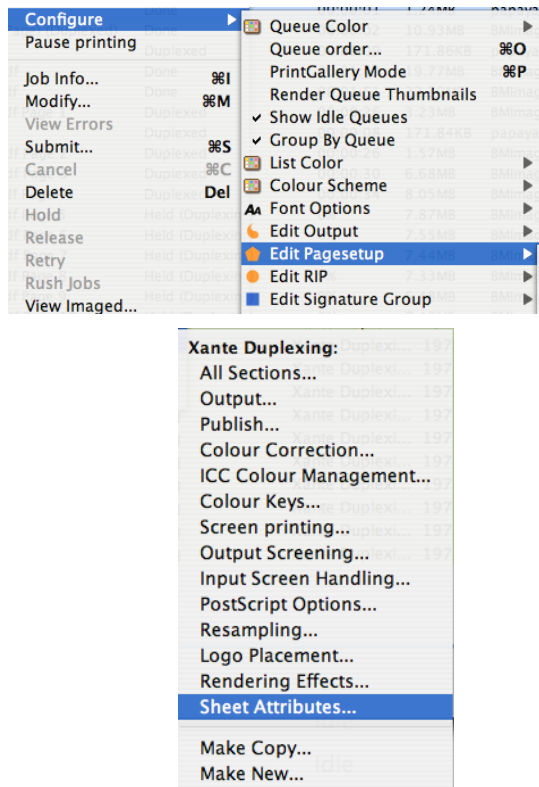 Configure
Pause printing
Job Info... ⌘I
Modify... ⌘M
View Errors
Submit... ⌘S
Cancel ⌘C
Delete Del
Hold
Release
Retry
Rush Jobs
View Imaged...
Queue Color
Queue order... ⌘O
PrintGallery Mode ⌘P
Render Queue Thumbnails
✓ Show Idle Queues
✓ Group By Queue
List Color
Colour Scheme
AA Font Options
Edit Output
Edit Pagesetup
Edit RIP
Edit Signature Group
Xante Duplexing:
All Sections...
Output...
Publish...
Colour Correction...
ICC Colour Management...
Colour Keys...
Screen printing...
Output Screening...
Input Screen Handling...
PostScript Options...
Resampling...
Logo Placement...
Rendering Effects...
Sheet Attributes...
Make Copy...
Make New...
Idle